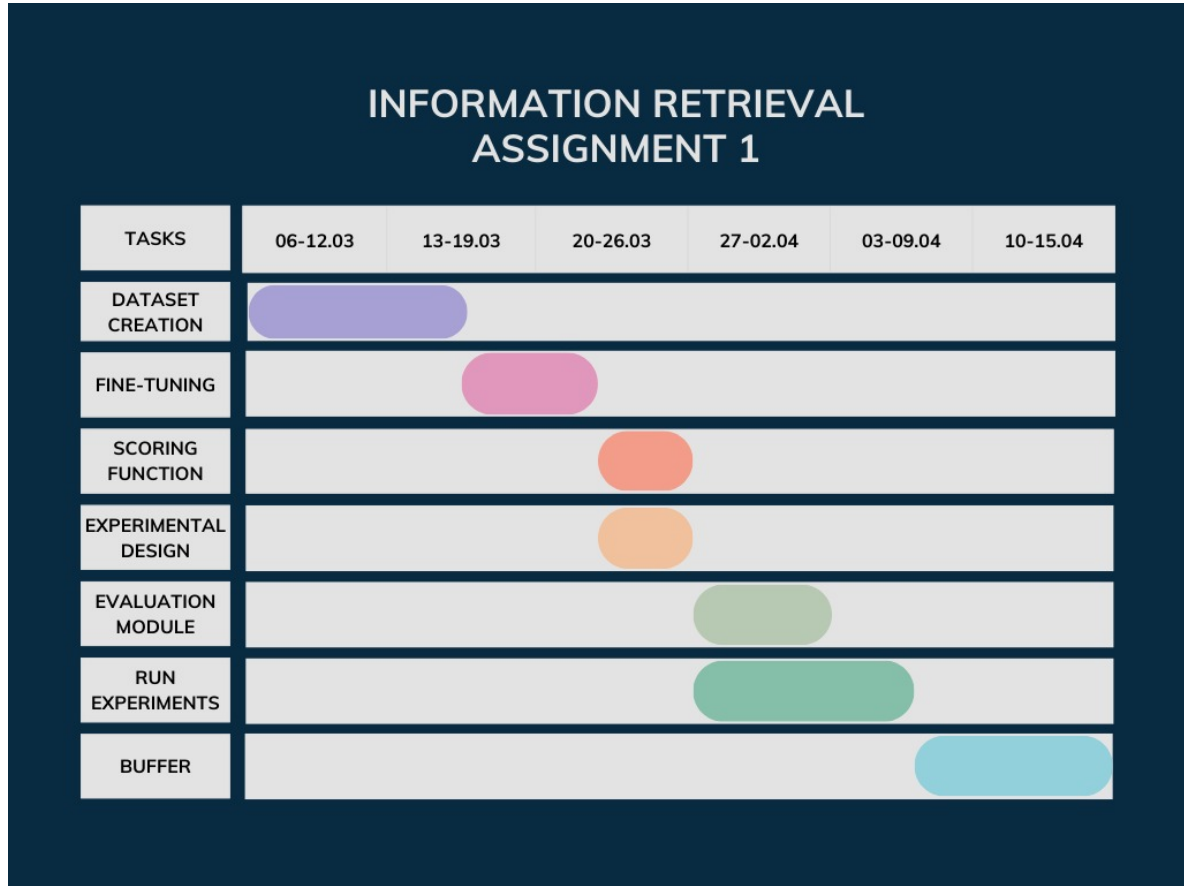 INFORMATION RETRIEVAL
ASSIGNMENT 1
TASKS 06-12.03 13-19.03 20-26.03 27-02.04 03-09.04 10-15.04
DATASET
CREATION
FINE-TUNING
SCORING
FUNCTION
EXPERIMENTAL
DESIGN
EVALUATION
MODULE
RUN
EXPERIMENTS
BUFFER